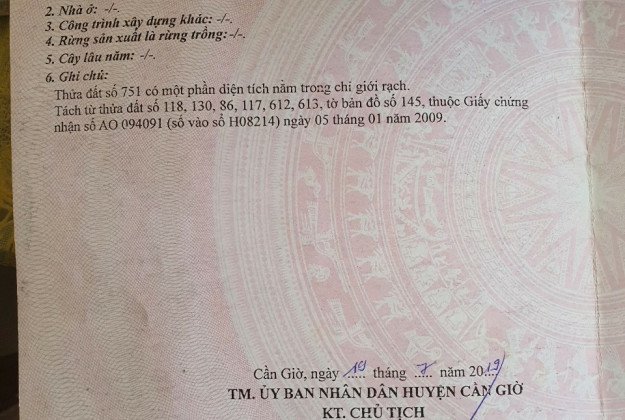 2. Nhà ở: -/-.
3. Công trình xây dựng khác: -/-.
4. Rừng sản xuất là rừng trồng: -/-.
5. Cây lâu năm: -/-.
6. Ghi chú:
Thửa đất số 751 có một phần diện tích nằm trong chỉ giới rạch.
Tách từ thửa đất số 118, 130, 86, 117, 612, 613, tờ bản đồ số 145, thuộc Giấy chứng
nhận số AO 094091 (số vào sổ H08214) ngày 05 tháng 01 năm 2009.
Cần Giờ, ngày 19 tháng 7 năm 2019
TM. ỦY BAN NHÂN DÂN HUYỆN CẦN GIỜ
KT. CHỦ TỊCH